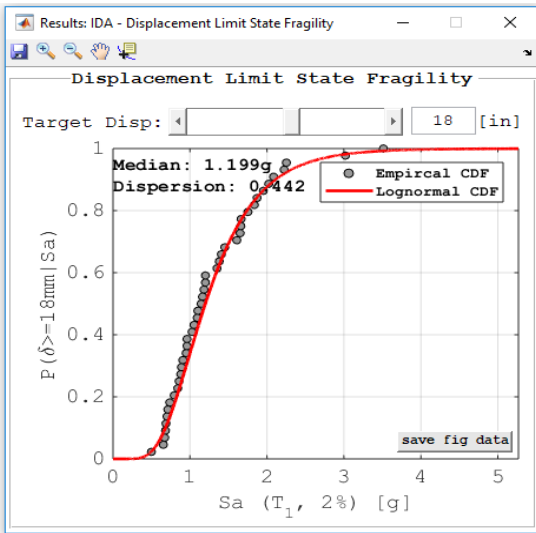 Results: IDA - Displacement Limit State Fragility
Displacement Limit State Fragility
Target Disp: 18 [in]
Median: 1.199g
Dispersion: 0.442
Empircal CDF
Lognormal CDF
P(δ>=18mm|Sa)
1
0.8
0.6
0.4
0.2
0
0 1 2 3 4 5
save fig data
Sa (T₁, 2%) [g]